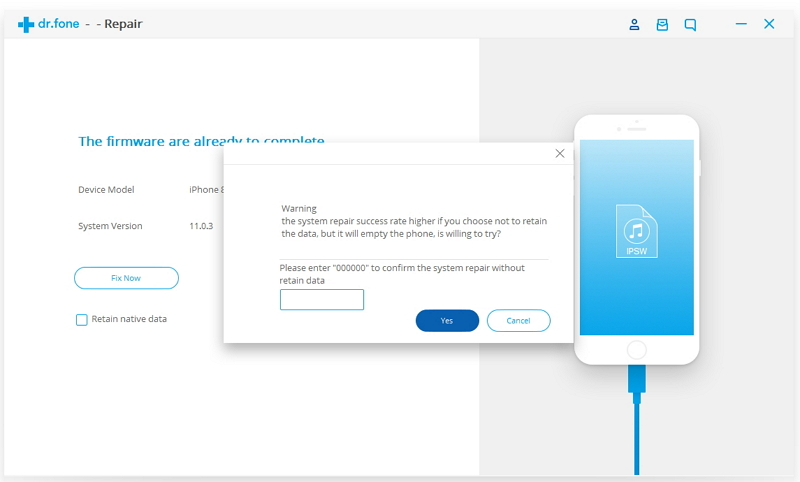 dr.fone - - Repair
The firmware are already to complete
Device Model iPhone 8
System Version 11.0.3
Fix Now
Retain native data
Warning
the system repair success rate higher if you choose not to retain
the data, but it will empty the phone, is willing to try?
Please enter "000000" to confirm the system repair without
retain data
Yes Cancel
IPSW